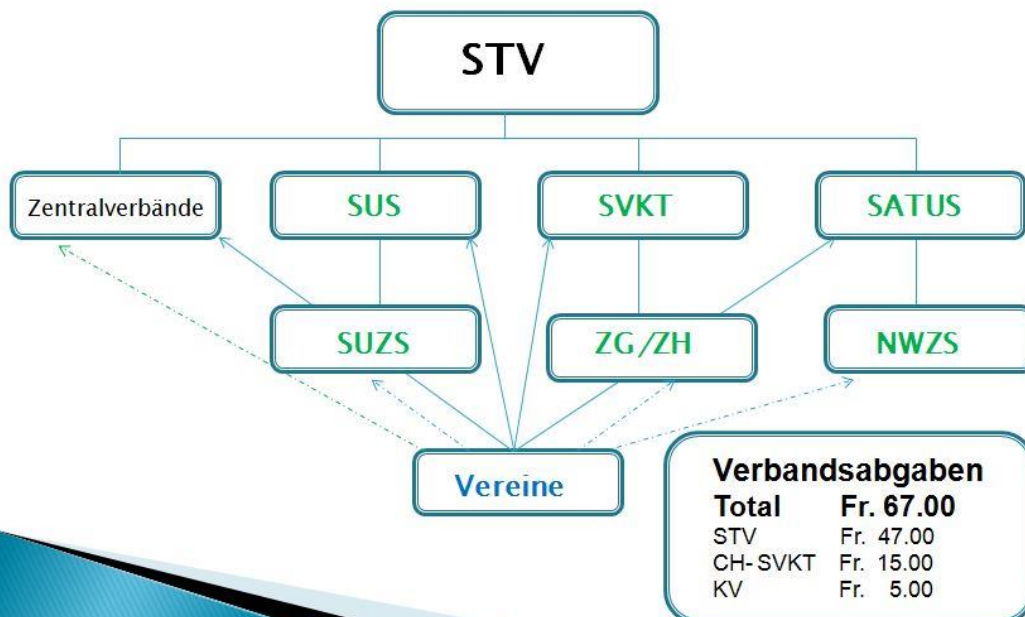 STV
Zentralverbände
SUS
SVKT
SATUS
SUZS
ZG/ZH
NWZS
Vereine
Verbandsabgaben
Total Fr. 67.00
STV Fr. 47.00
CH- SVKT Fr. 15.00
KV Fr. 5.00